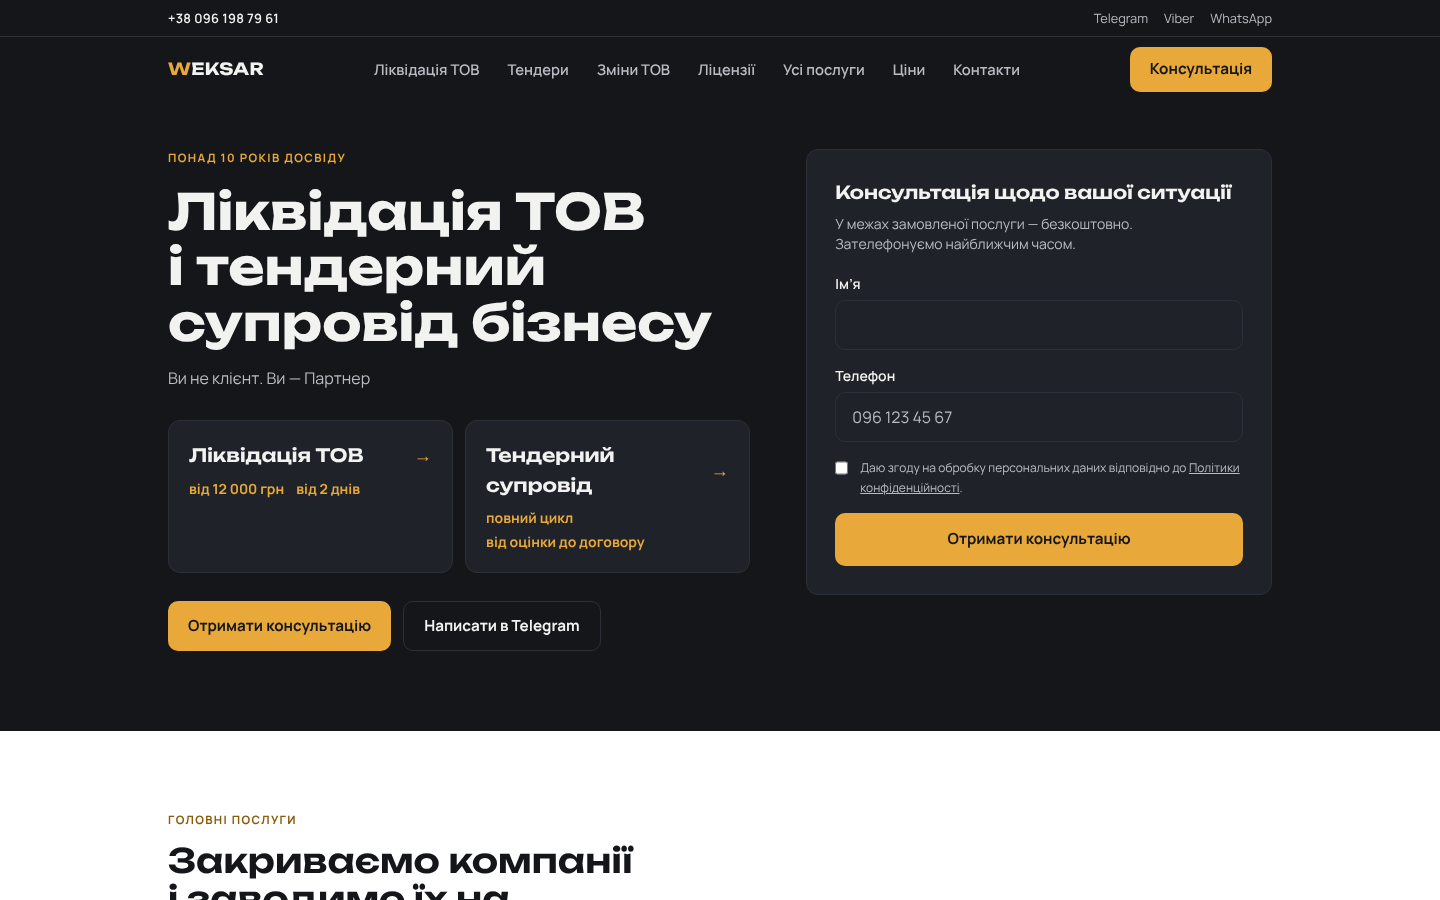 +38 096 198 79 61
Telegram Viber WhatsApp
WEKSAR
Ліквідація ТОВ Тендери Зміни ТОВ Ліцензії Усі послуги Ціни Контакти
Консультація
ПОНАД 10 РОКІВ ДОСВІДУ
Ліквідація ТОВ
і тендерний
супровід бізнесу
Ви не клієнт. Ви — Партнер
Ліквідація ТОВ →
від 12 000 грн від 2 днів
Тендерний
супровід
→
повний цикл
від оцінки до договору
Отримати консультацію
Написати в Telegram
Консультація щодо вашої ситуації
У межах замовленої послуги — безкоштовно.
Зателефонуємо найближчим часом.
Ім'я
Телефон
096 123 45 67
Даю згоду на обробку персональних даних відповідно до Політики
конфіденційності.
Отримати консультацію
ГОЛОВНІ ПОСЛУГИ
Закриваємо компанії
і заводимо їх на